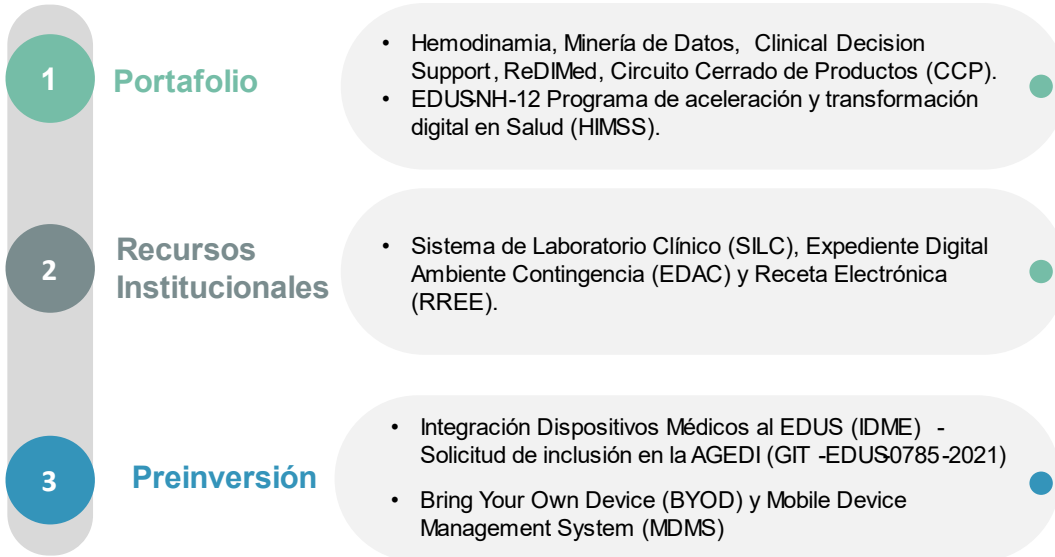 1
Portafolio
• Hemodinamia, Minería de Datos, Clinical Decision
Support, ReDIMed, Circuito Cerrado de Productos (CCP).
• EDUS-NH-12 Programa de aceleración y transformación
digital en Salud (HIMSS).
2
Recursos
Institucionales
• Sistema de Laboratorio Clínico (SILC), Expediente Digital
Ambiente Contingencia (EDAC) y Receta Electrónica
(RREE).
3
Preinversión
• Integración Dispositivos Médicos al EDUS (IDME) -
Solicitud de inclusión en la AGEDI (GIT -EDUS-0785-2021)
• Bring Your Own Device (BYOD) y Mobile Device
Management System (MDMS)